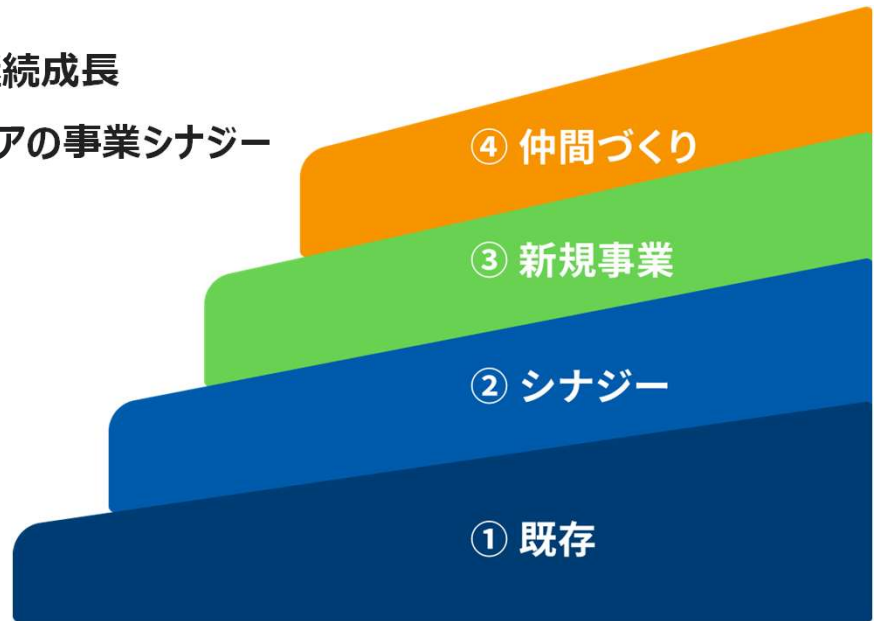 続成長
アの事業シナジー
④ 仲間づくり
③ 新規事業
② シナジー
① 既存